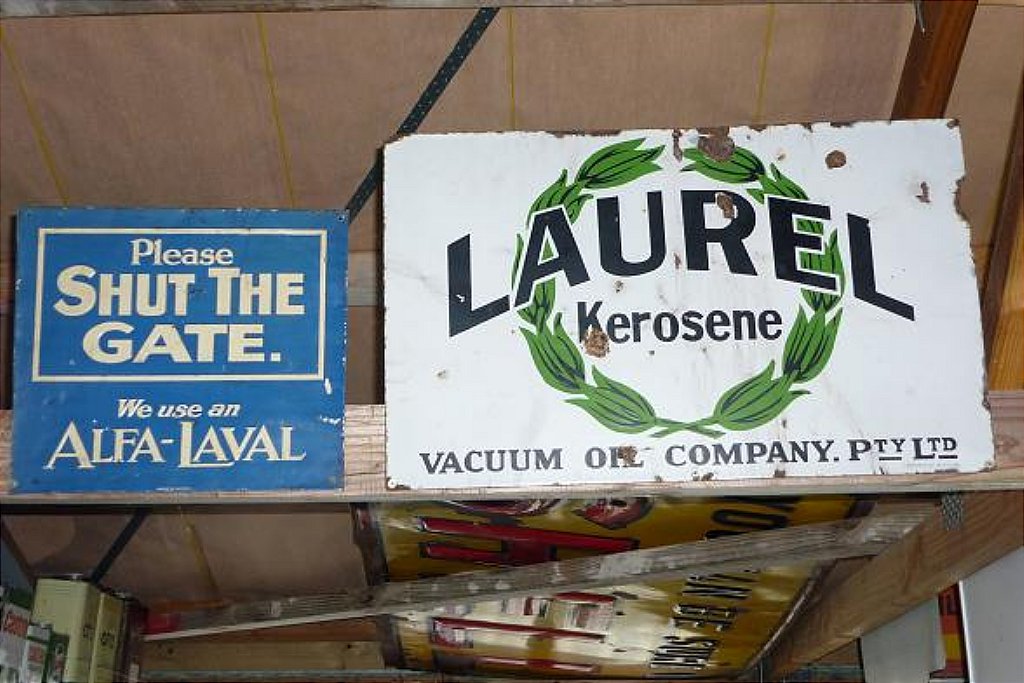 Please
SHUT THE
GATE.
We use an
ALFA-LAVAL
LAUREL
Kerosene
VACUUM OIL COMPANY. PTY LTD